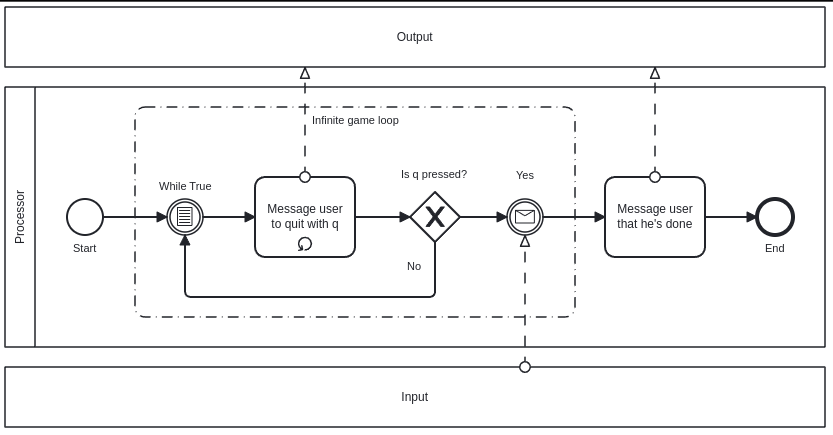 Output
Processor
Infinite game loop
Is q pressed?
Yes
While True
Message user
to quit with q
Message user
that he's done
Start
No
End
Input